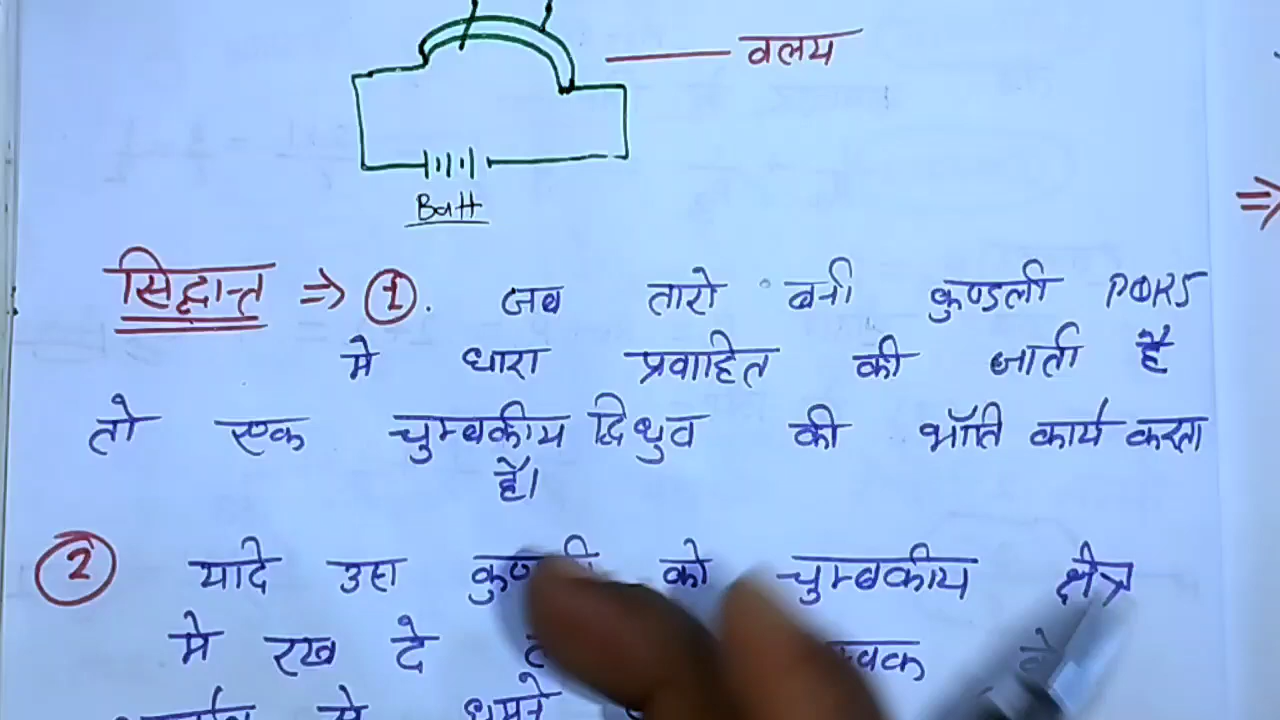 वलय
Batt
सिद्धान्त ⇒ ①. जब तारो बनी कुण्डली PQRS
मे धारा प्रवाहित की जाती है
तो एक चुम्बकीय द्विध्रुव की भाँति कार्य करता
है।
② यदि उस को चुम्बकीय क्षेत्र
मे रख दे
से